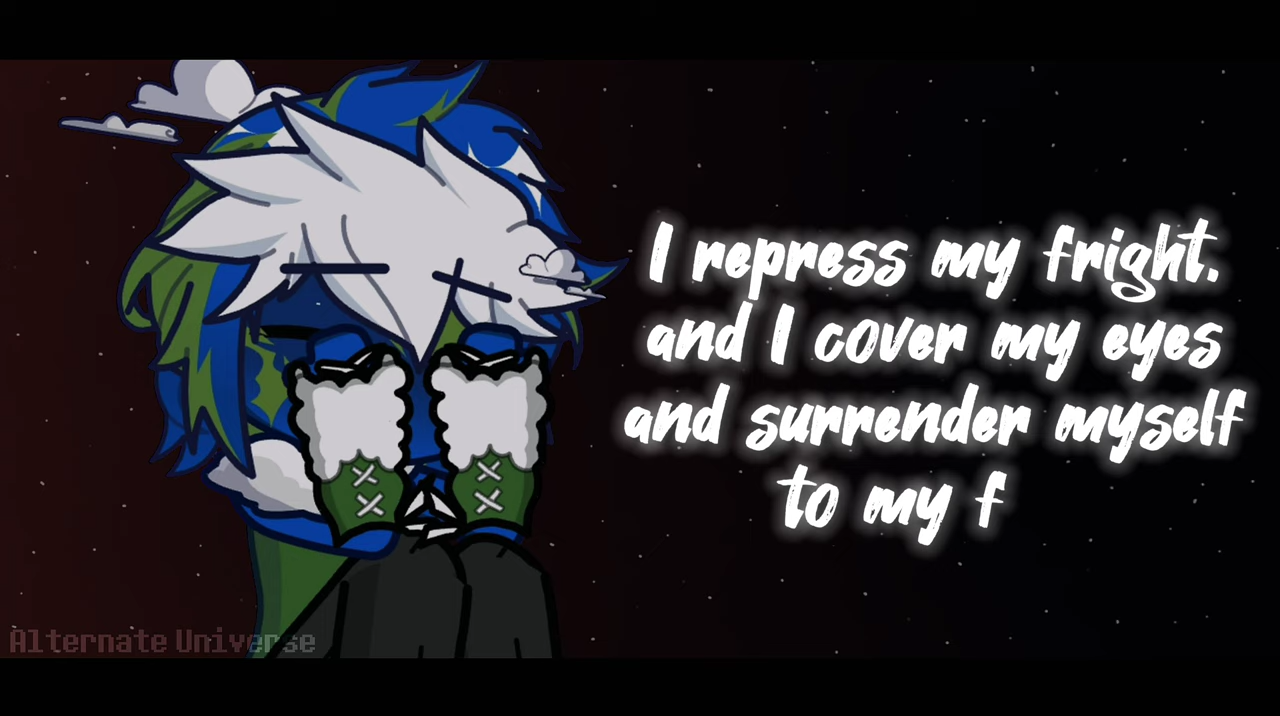 I repress my fright.
and I cover my eyes
and surrender myself
to my f
Alternate Universe